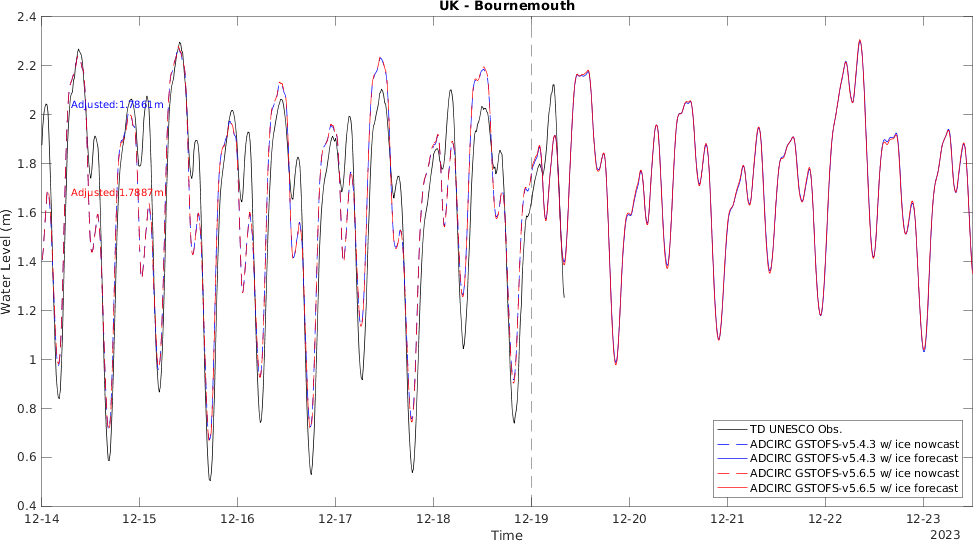 UK - Bournemouth
2.4
2.2
2
1.8
1.6
1.4
1.2
1
0.8
0.6
0.4
Water Level (m)
Adjusted:1.7861m
Adjusted:1.7887m
TD UNESCO Obs.
ADCIRC GSTOFS-v5.4.3 w/ ice nowcast
ADCIRC GSTOFS-v5.4.3 w/ ice forecast
ADCIRC GSTOFS-v5.6.5 w/ ice nowcast
ADCIRC GSTOFS-v5.6.5 w/ ice forecast
12-14 12-15 12-16 12-17 12-18 12-19 12-20 12-21 12-22 12-23
Time 2023